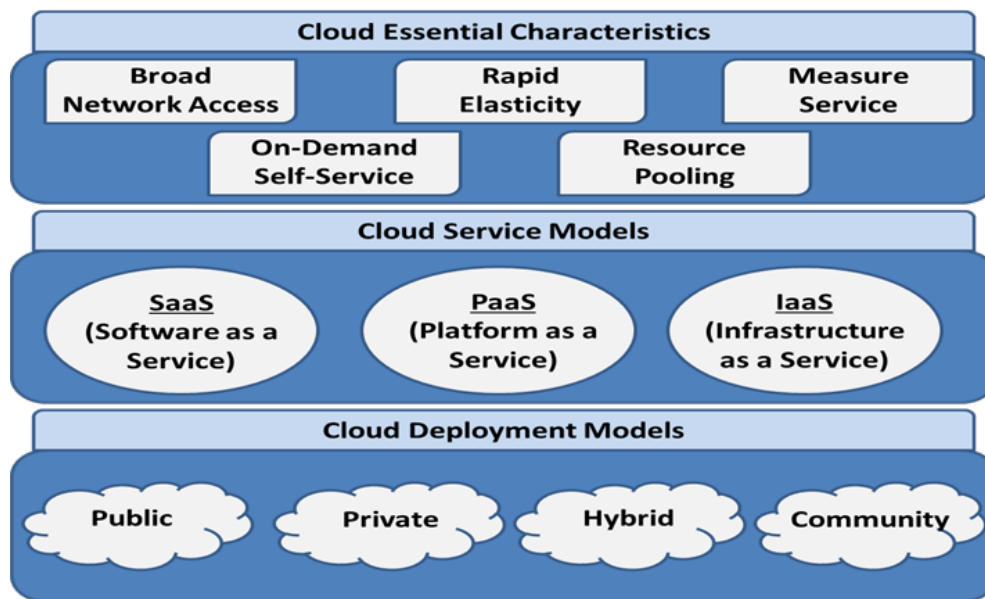 Cloud Essential Characteristics
Broad
Network Access
Rapid
Elasticity
Measure
Service
On-Demand
Self-Service
Resource
Pooling
Cloud Service Models
SaaS
(Software as a
Service)
PaaS
(Platform as a
Service)
IaaS
(Infrastructure
as a Service)
Cloud Deployment Models
Public
Private
Hybrid
Community